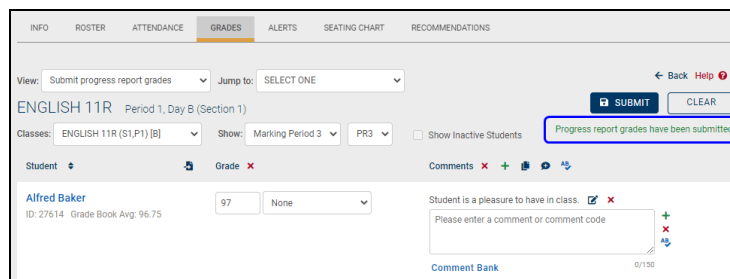 INFO ROSTER ATTENDANCE GRADES ALERTS SEATING CHART RECOMMENDATIONS
View: Submit progress report grades Jump to: SELECT ONE ← Back Help ?
ENGLISH 11R Period 1, Day B (Section 1) SUBMIT CLEAR
Classes: ENGLISH 11R (S1,P1) [B] Show: Marking Period 3 PR3 Show Inactive Students Progress report grades have been submitted
Student Grade Comments
Alfred Baker 97 None Student is a pleasure to have in class.
ID: 27614 Grade Book Avg: 96.75 Please enter a comment or comment code
Comment Bank 0/150